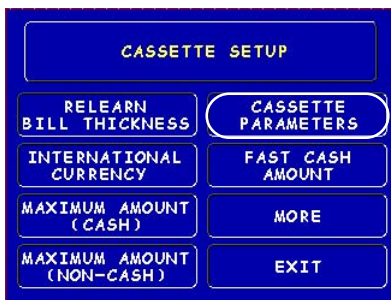 CASSETTE SETUP
RELEARN
BILL THICKNESS
CASSETTE
PARAMETERS
INTERNATIONAL
CURRENCY
FAST CASH
AMOUNT
MAXIMUM AMOUNT
(CASH)
MORE
MAXIMUM AMOUNT
(NON-CASH)
EXIT